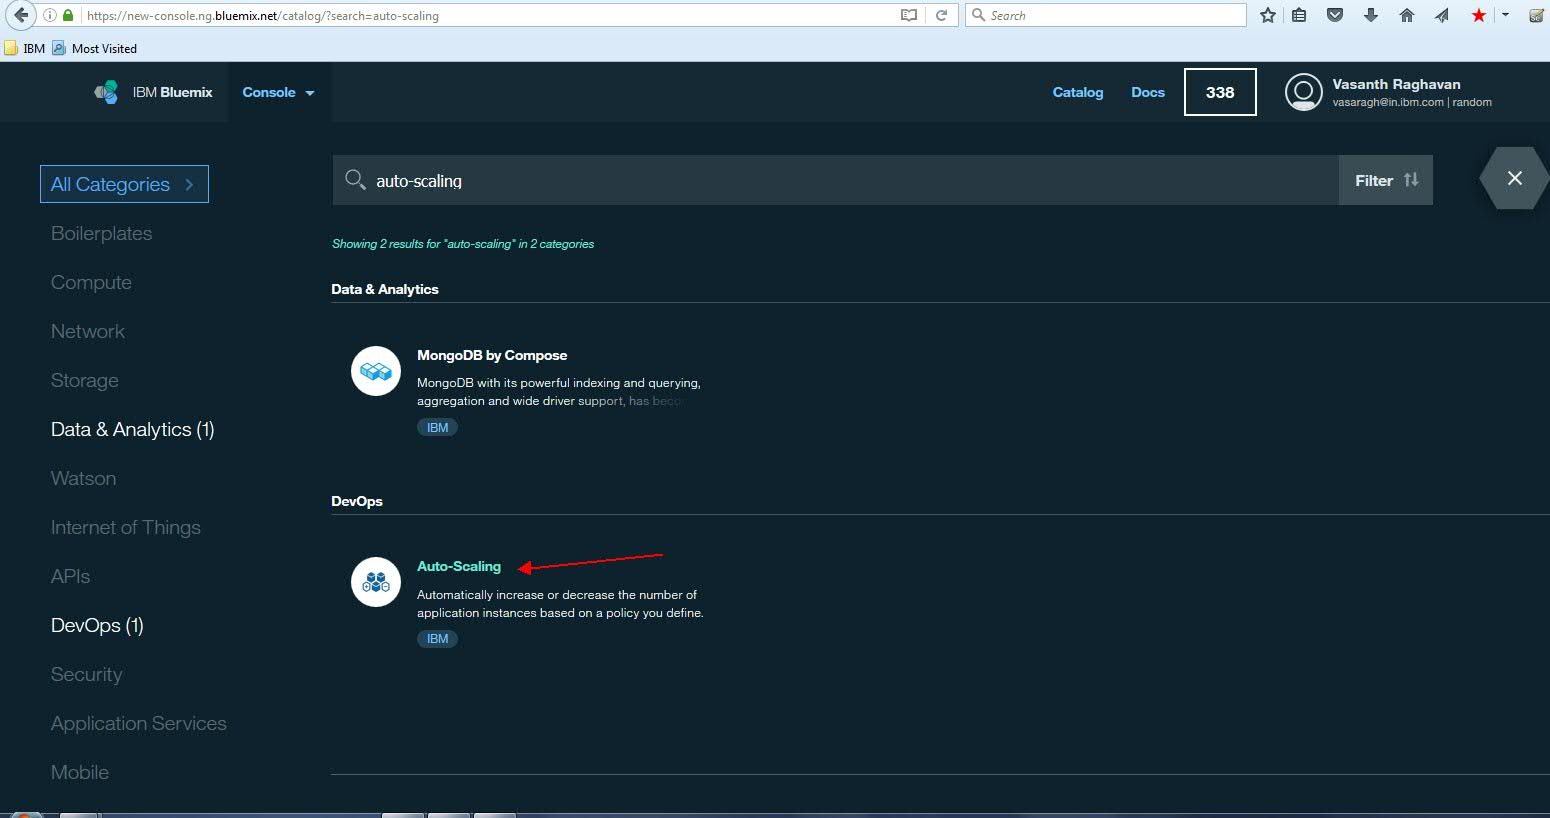 https://new-console.ng.bluemix.net/catalog/?search=auto-scaling
Search
IBM
Most Visited
IBM Bluemix
Console
Catalog
Docs
338
Vasanth Raghavan
vasaragh@in.ibm.com | random
All Categories
Boilerplates
Compute
Network
Storage
Data & Analytics (1)
Watson
Internet of Things
APIs
DevOps (1)
Security
Application Services
Mobile
auto-scaling
Filter
Showing 2 results for "auto-scaling" in 2 categories
Data & Analytics
MongoDB by Compose
MongoDB with its powerful indexing and querying,
aggregation and wide driver support, has beco
IBM
DevOps
Auto-Scaling
Automatically increase or decrease the number of
application instances based on a policy you define.
IBM